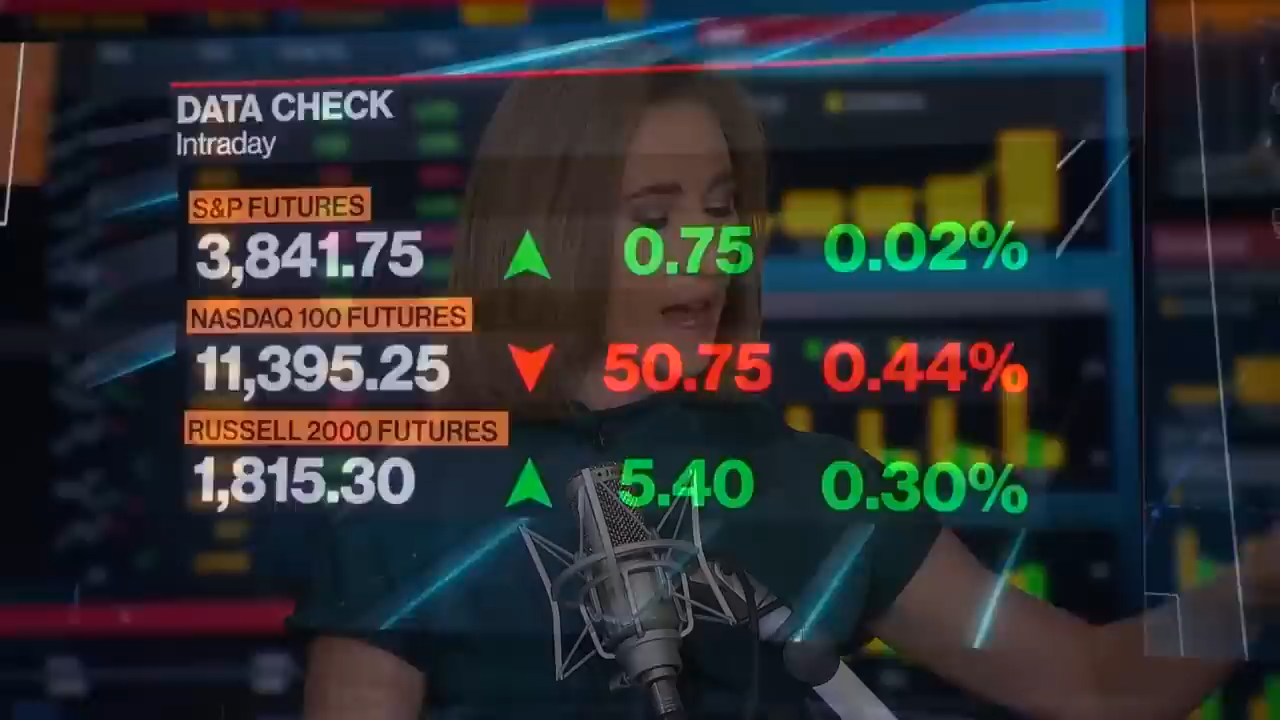 DATA CHECK
Intraday
S&P FUTURES
3,841.75 0.75 0.02%
NASDAQ 100 FUTURES
11,395.25 50.75 0.44%
RUSSELL 2000 FUTURES
1,815.30 5.40 0.30%